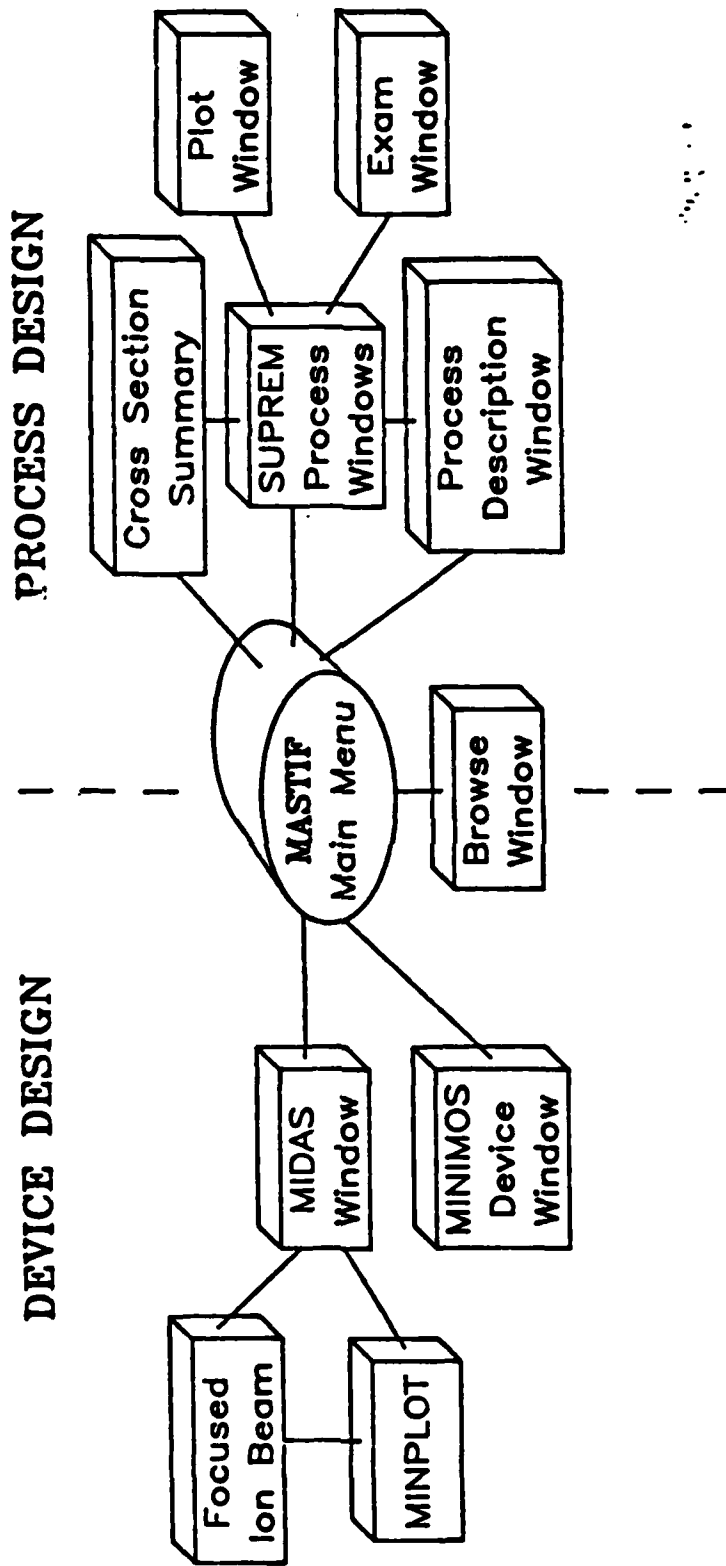 DEVICE DESIGN
PROCESS DESIGN
Focused
Ion Beam
MINPLOT
MIDAS
Window
MINIMOS
Device
Window
MASTIF
Main Menu
Browse
Window
Cross Section
Summary
SUPREM
Process
Windows
Process
Description
Window
Plot
Window
Exam
Window